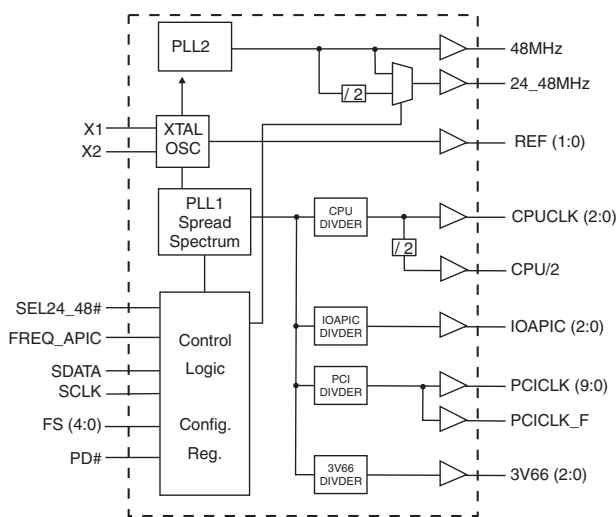 PLL2
48MHz
/ 2
24_48MHz
X1
X2
XTAL
OSC
REF (1:0)
PLL1
Spread
Spectrum
CPU
DIVDER
CPUCLK (2:0)
/ 2
CPU/2
SEL24_48#
FREQ_APIC
SDATA
SCLK
FS (4:0)
PD#
Control
Logic
Config.
Reg.
IOAPIC
DIVDER
IOAPIC (2:0)
PCI
DIVDER
PCICLK (9:0)
PCICLK_F
3V66
DIVDER
3V66 (2:0)